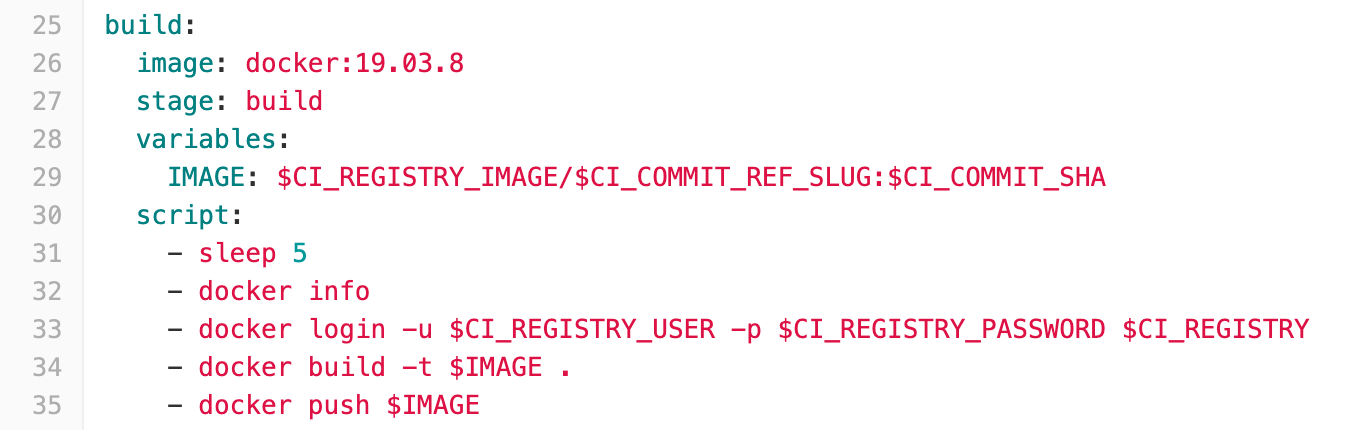 25 build:
26   image: docker:19.03.8
27   stage: build
28   variables:
29     IMAGE: $CI_REGISTRY_IMAGE/$CI_COMMIT_REF_SLUG:$CI_COMMIT_SHA
30   script:
31     - sleep 5
32     - docker info
33     - docker login -u $CI_REGISTRY_USER -p $CI_REGISTRY_PASSWORD $CI_REGISTRY
34     - docker build -t $IMAGE .
35     - docker push $IMAGE